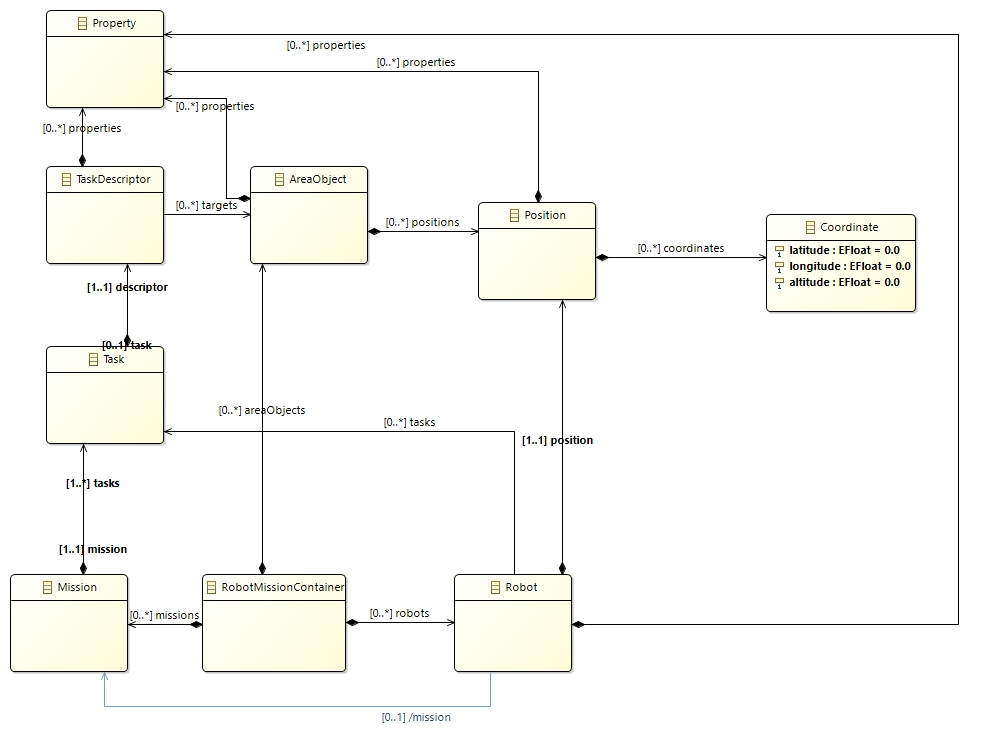 Property
[0..*] properties
[0..*] properties
[0..*] properties
[0..*] properties
TaskDescriptor
AreaObject
[0..*] targets
Position
[0..*] positions
Coordinate
[0..*] coordinates
latitude : EFloat = 0.0
longitude : EFloat = 0.0
altitude : EFloat = 0.0
[1..1] descriptor
[0..1] task
Task
[0..*] areaObjects
[0..*] tasks
[1..1] position
[1..*] tasks
[1..1] mission
Mission
RobotMissionContainer
Robot
[0..*] missions
[0..*] robots
[0..1] /mission